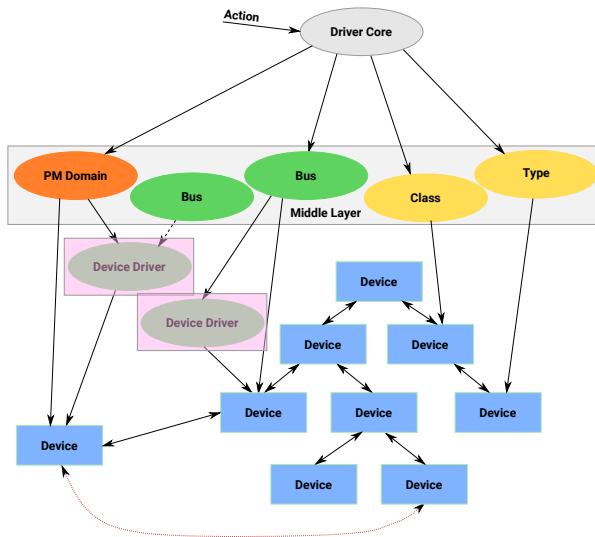 Action
Driver Core
PM Domain
Bus
Bus
Class
Type
Middle Layer
Device Driver
Device Driver
Device
Device
Device
Device
Device
Device
Device
Device
Device